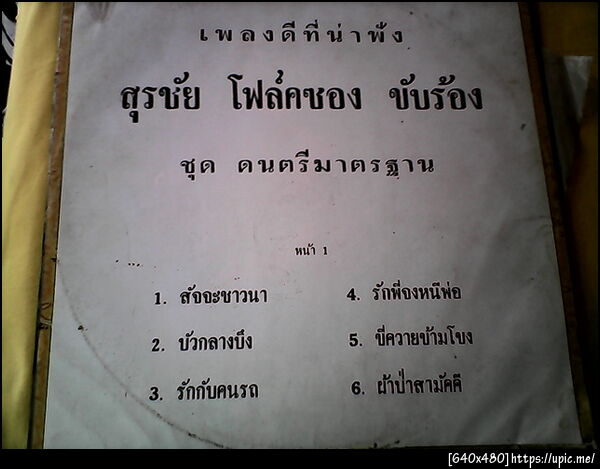 เพลงดีที่น่าฟัง
สุรชัย โฟล์คซอง ขับร้อง
ชุด ดนตรีมาตรฐาน
หน้า 1
1. สัจจะชาวนา
2. บัวกลางบึง
3. รักกับคนรถ
4. รักพี่จงหนีพ่อ
5. ขี่ควายข้ามโขง
6. ผ้าป่าสามัคคี
[640x480]https://upic.me/